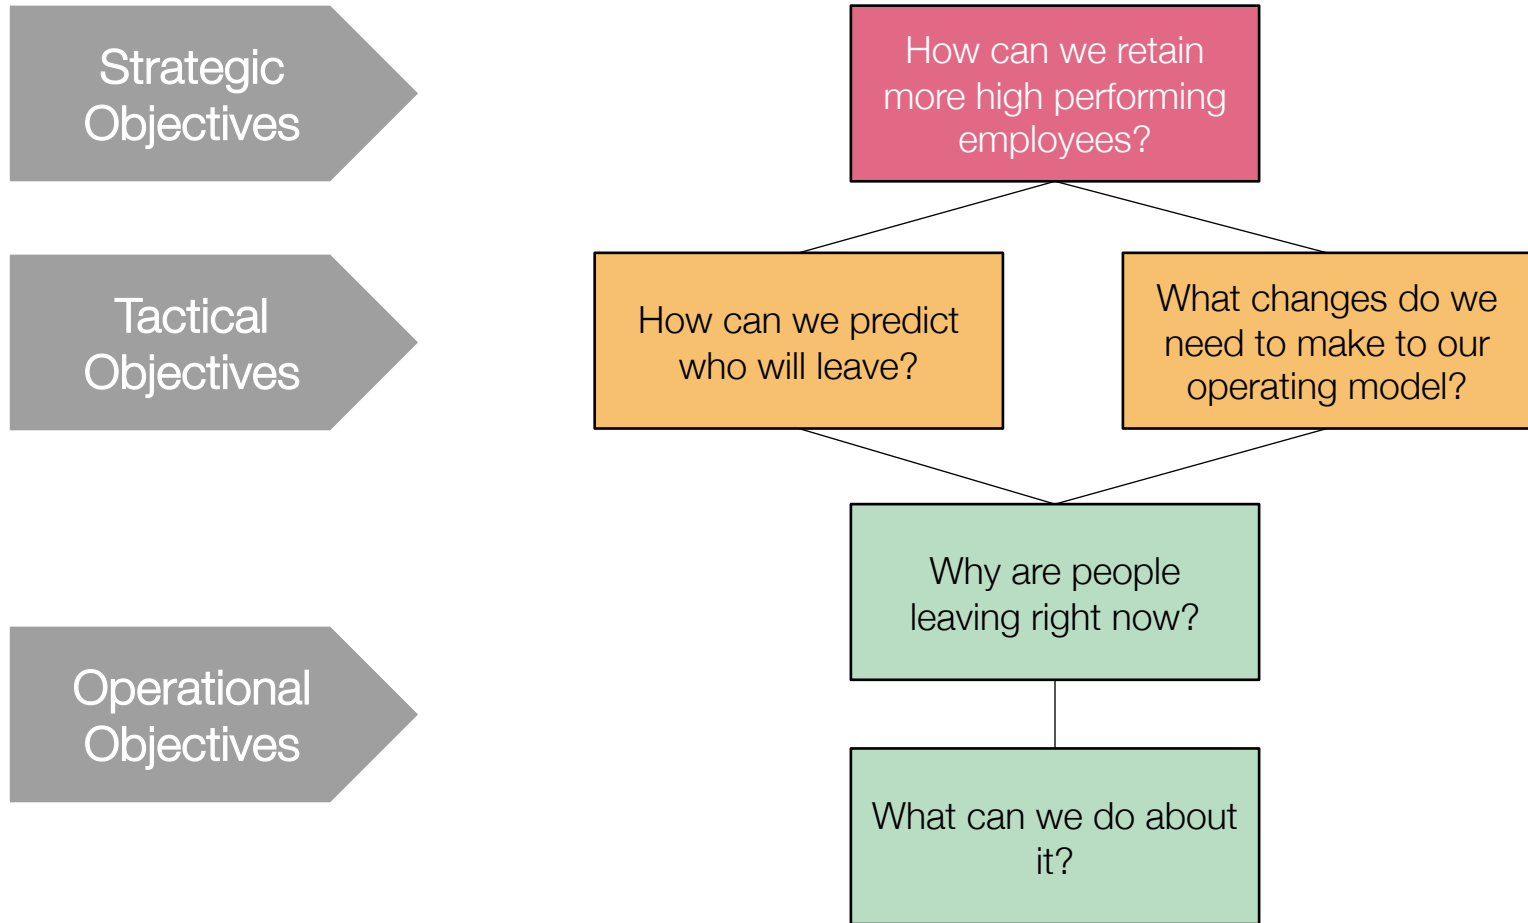 Strategic
Objectives
How can we retain
more high performing
employees?
Tactical
Objectives
How can we predict
who will leave?
What changes do we
need to make to our
operating model?
Why are people
leaving right now?
Operational
Objectives
What can we do about
it?